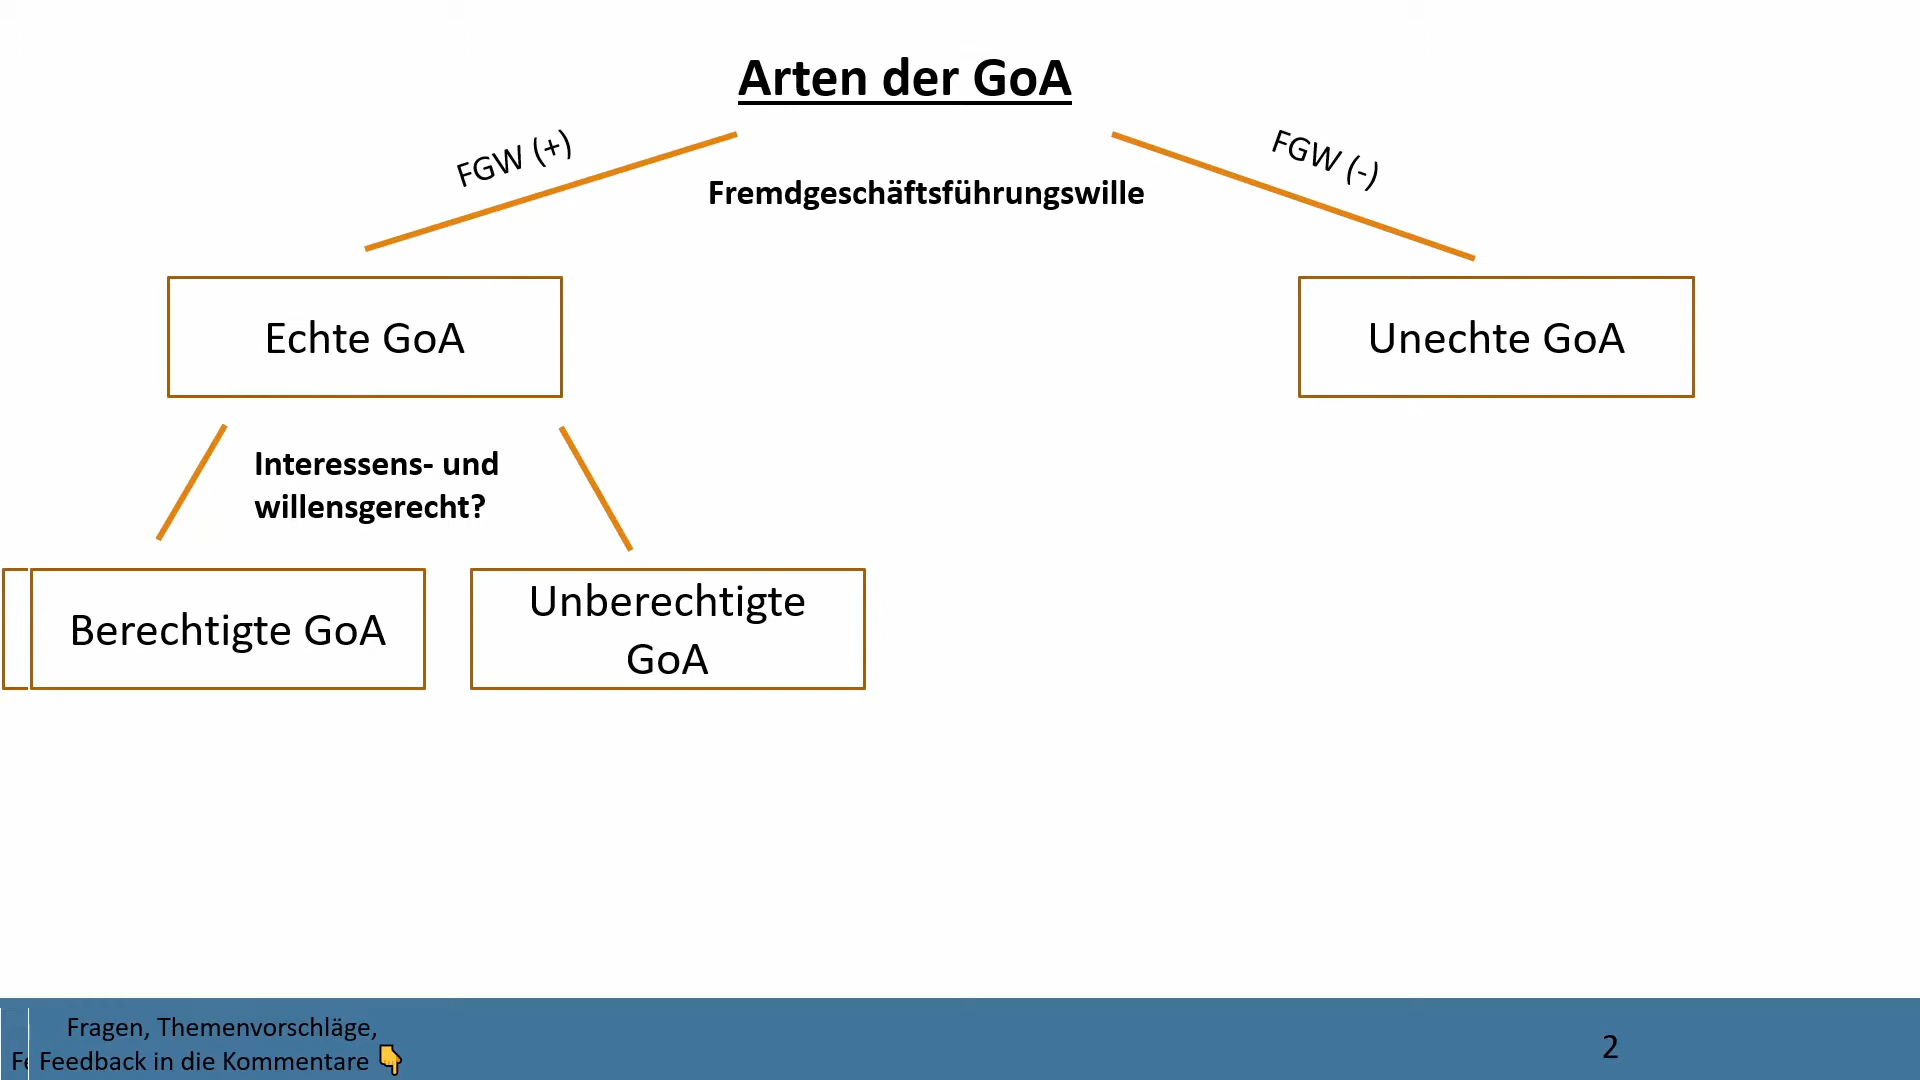 Arten der GoA
FGW (+)
FGW (-)
Fremdgeschäftsführungswille
Echte GoA
Unechte GoA
Interessens- und
willensgerecht?
Berechtigte GoA
Unberechtigte
GoA
Fragen, Themenvorschläge,
Feedback in die Kommentare 👇
2